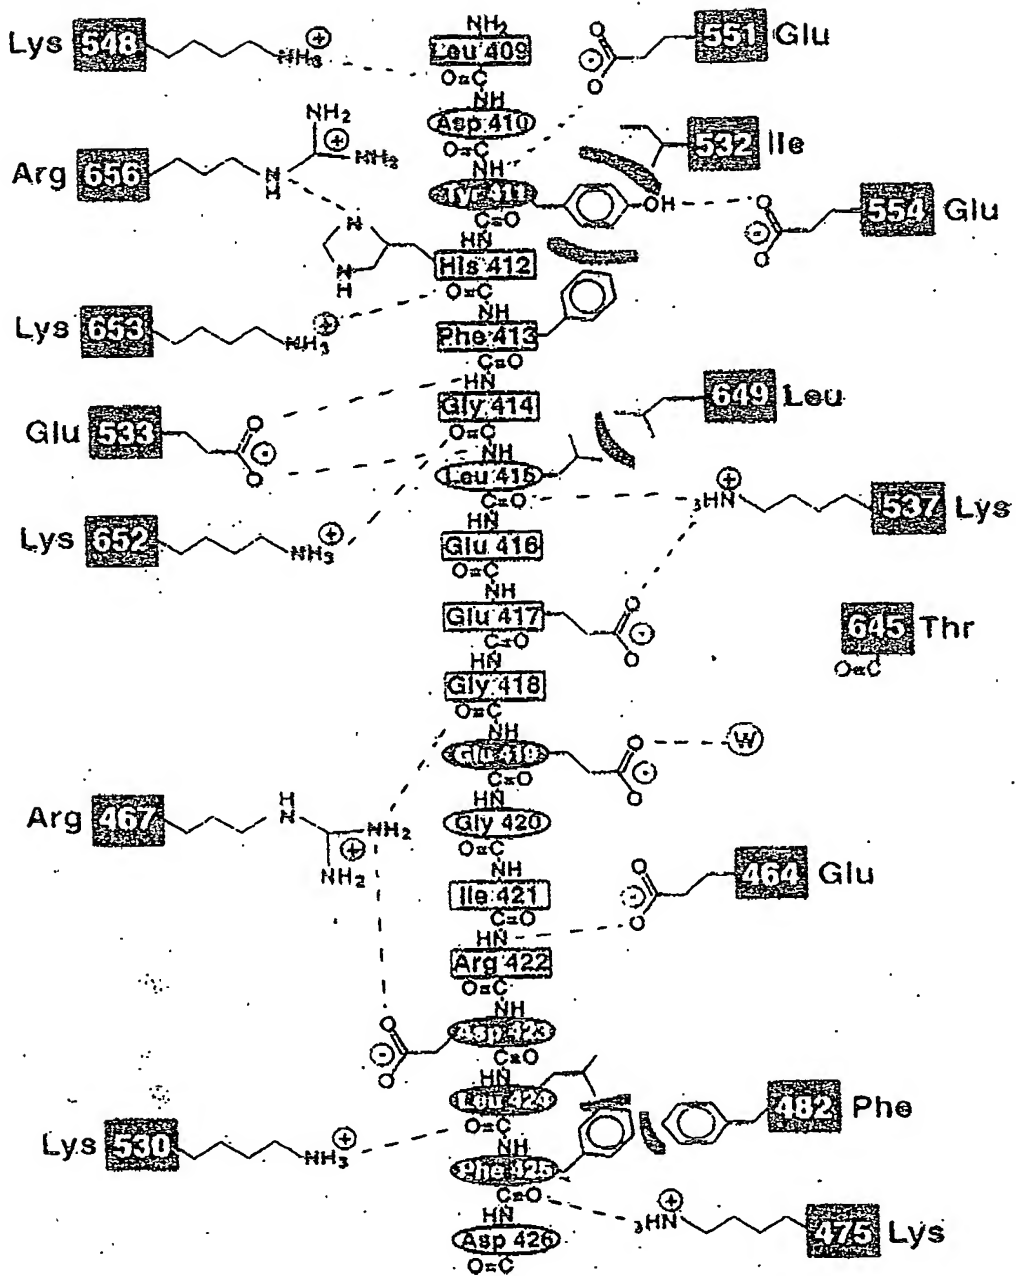 NH₂
Lys 548 NH₃ + Leu 409 551 Glu
O=C - O
NH O
Asp 410
NH₂ O=C 532 Ile
+ NH
Arg 656 N H NH₂ Tyr 411 OH O 554 Glu
C=O - O
N H HN
His 412
N H O=C
NH
Lys 653 NH₃ + Phe 413
C=O
HN 649 Leu
Glu 533 O - O Gly 414
O=C
NH
Leu 415 +
C=O ₃HN 537 Lys
HN
Lys 652 NH₃ + Glu 416
O=C
NH O
Glu 417 - 645 Thr
C=O O O=C
HN
Gly 418
O=C
NH O W
Glu 419 -
C=O O
H N HN
Arg 467 NH₂ + Gly 420
O=C O
NH₂ NH 464 Glu
Ile 421 -
C=O O
HN
Arg 422
O=C
NH
O Asp 423
- C=O
O HN
Leu 424 482 Phe
O=C
Lys 530 NH₃ + NH
Phe 425
C=O +
HN ₃HN 475 Lys
Asp 426
O=C